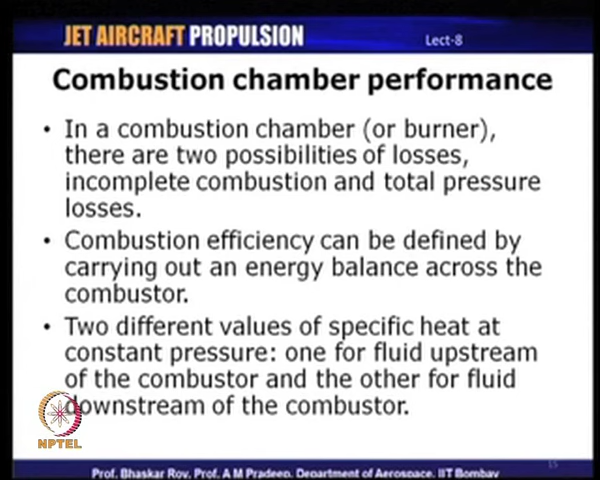 JET AIRCRAFT PROPULSION
Lect-8
Combustion chamber performance
• In a combustion chamber (or burner),
there are two possibilities of losses,
incomplete combustion and total pressure
losses.
• Combustion efficiency can be defined by
carrying out an energy balance across the
combustor.
• Two different values of specific heat at
constant pressure: one for fluid upstream
of the combustor and the other for fluid
downstream of the combustor.
NPTEL
15
Prof. Bhaskar Roy, Prof. A M Pradeep, Department of Aerospace, IIT Bombay